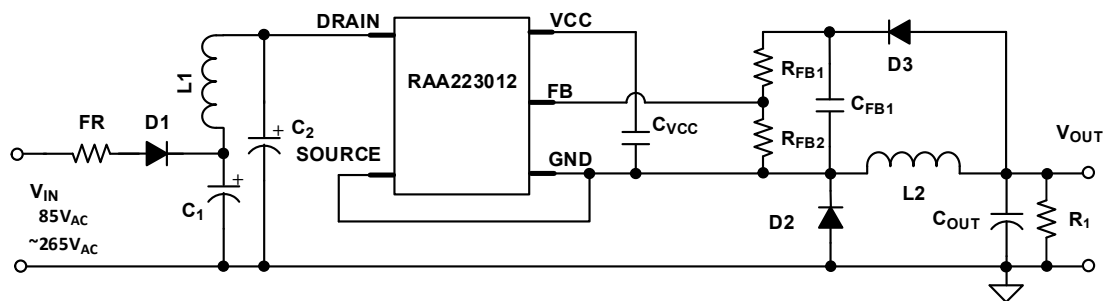 DRAIN
VCC
RAA223012
L1
FB
FR
D1
C2
+
SOURCE
GND
CVCC
RFB1
RFB2
CFB1
D3
VOUT
VIN
85VAC
~265VAC
C1
+
D2
L2
COUT
R1